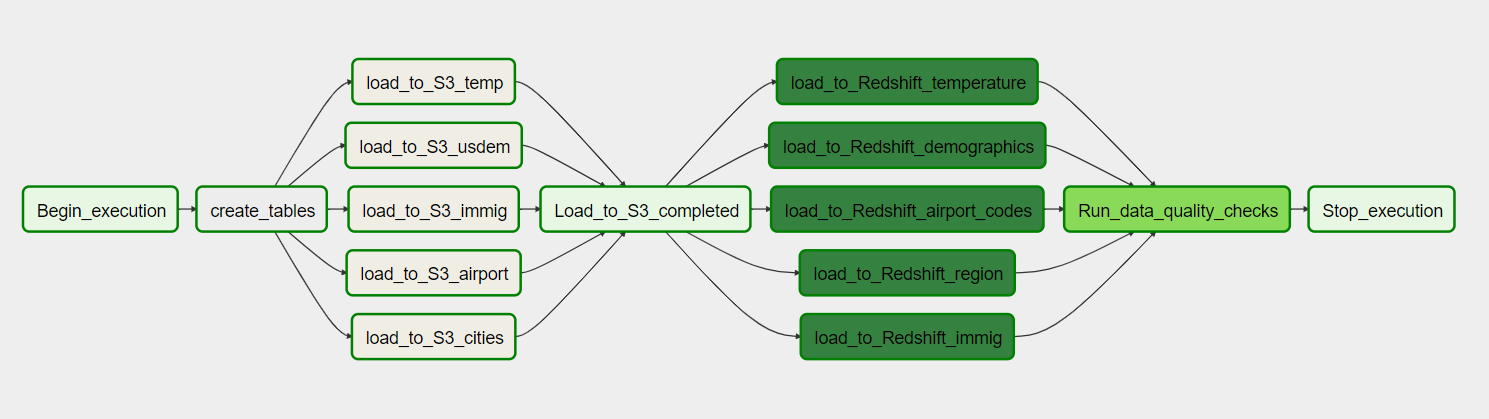 Begin_execution
create_tables
load_to_S3_temp
load_to_S3_usdem
load_to_S3_immig
load_to_S3_airport
load_to_S3_cities
Load_to_S3_completed
load_to_Redshift_temperature
load_to_Redshift_demographics
load_to_Redshift_airport_codes
load_to_Redshift_region
load_to_Redshift_immig
Run_data_quality_checks
Stop_execution